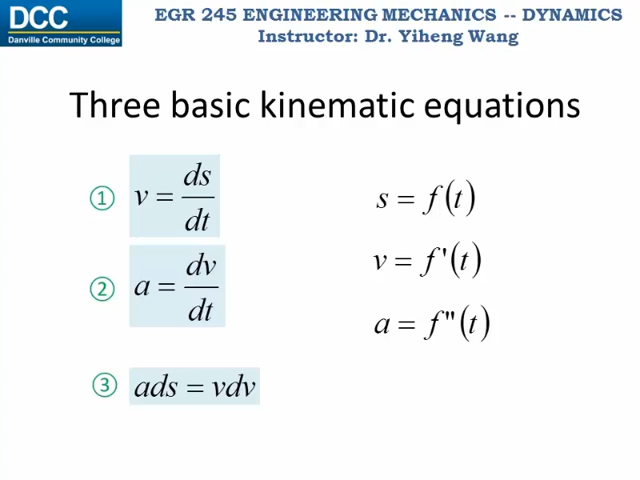 DCC
Danville Community College
EGR 245 ENGINEERING MECHANICS -- DYNAMICS
Instructor: Dr. Yiheng Wang
Three basic kinematic equations
① v = ds/dt
s = f(t)
v = f'(t)
② a = dv/dt
a = f''(t)
③ ads = vdv